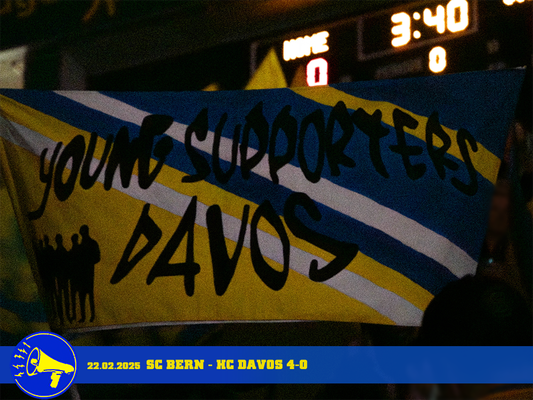 3:40
HOME
0
0
YOUNG SUPPORTERS
DAVOS
22.02.2025 SC BERN - HC DAVOS 4-0